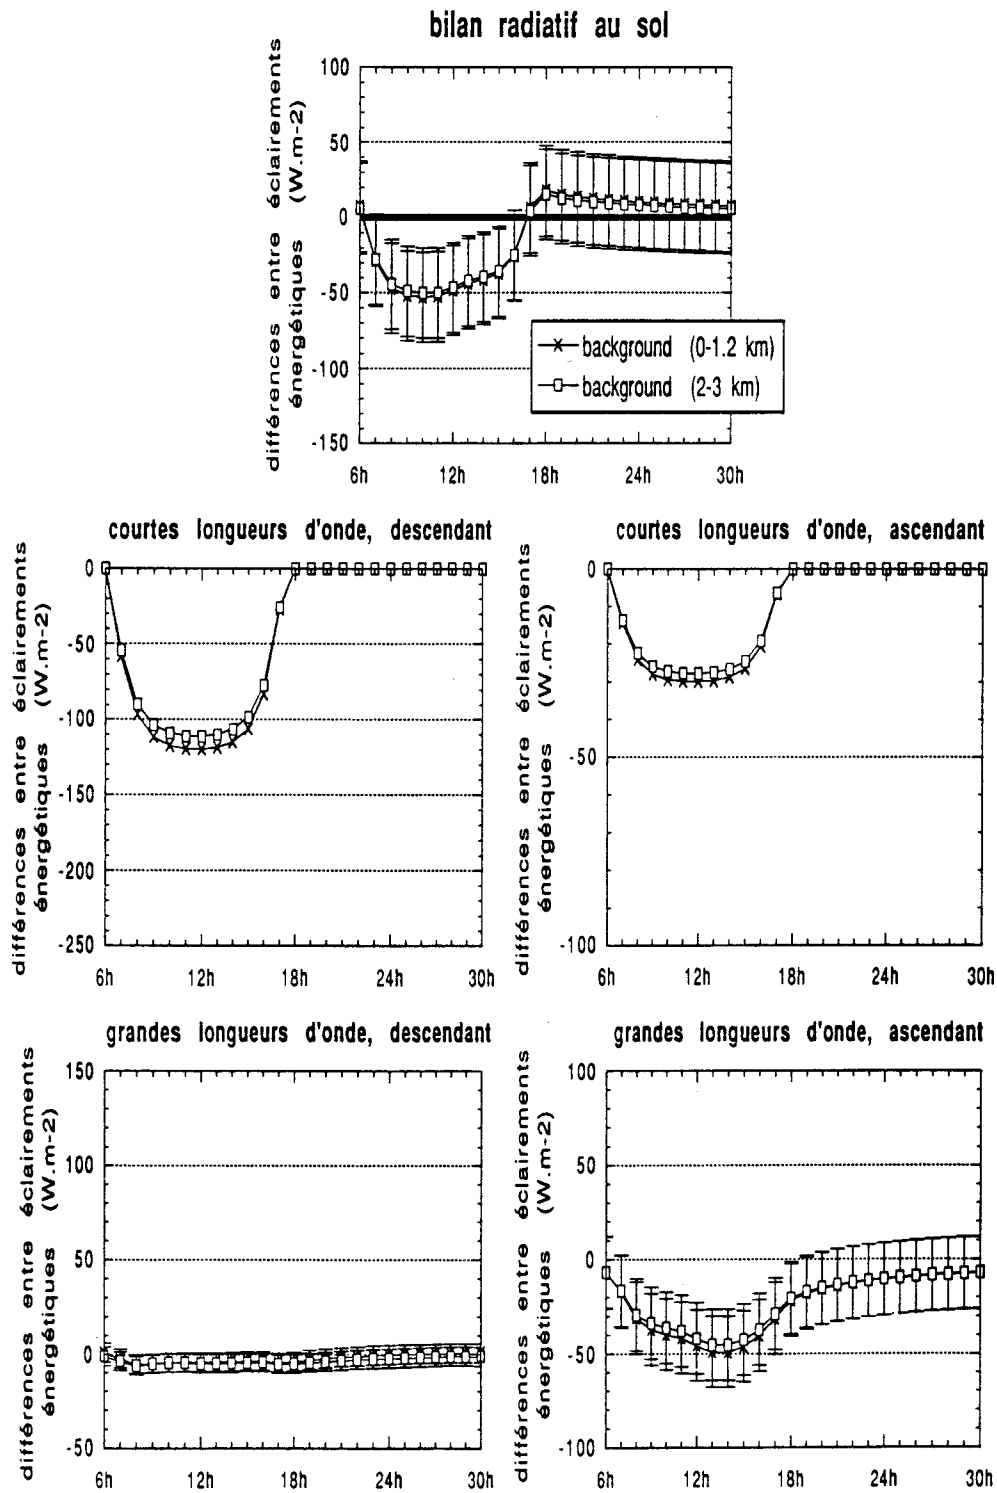 bilan radiatif au sol
différences entre éclairements
énergétiques (W.m-2)
100
50
0
-50
-100
-150
6h 12h 18h 24h 30h
background (0-1.2 km)
background (2-3 km)
courtes longueurs d'onde, descendant
différences entre éclairements
énergétiques (W.m-2)
0
-50
-100
-150
-200
-250
6h 12h 18h 24h 30h
courtes longueurs d'onde, ascendant
différences entre éclairements
énergétiques (W.m-2)
0
-50
-100
6h 12h 18h 24h 30h
grandes longueurs d'onde, descendant
différences entre éclairements
énergétiques (W.m-2)
150
100
50
0
-50
6h 12h 18h 24h 30h
grandes longueurs d'onde, ascendant
différences entre éclairements
énergétiques (W.m-2)
100
50
0
-50
-100
6h 12h 18h 24h 30h